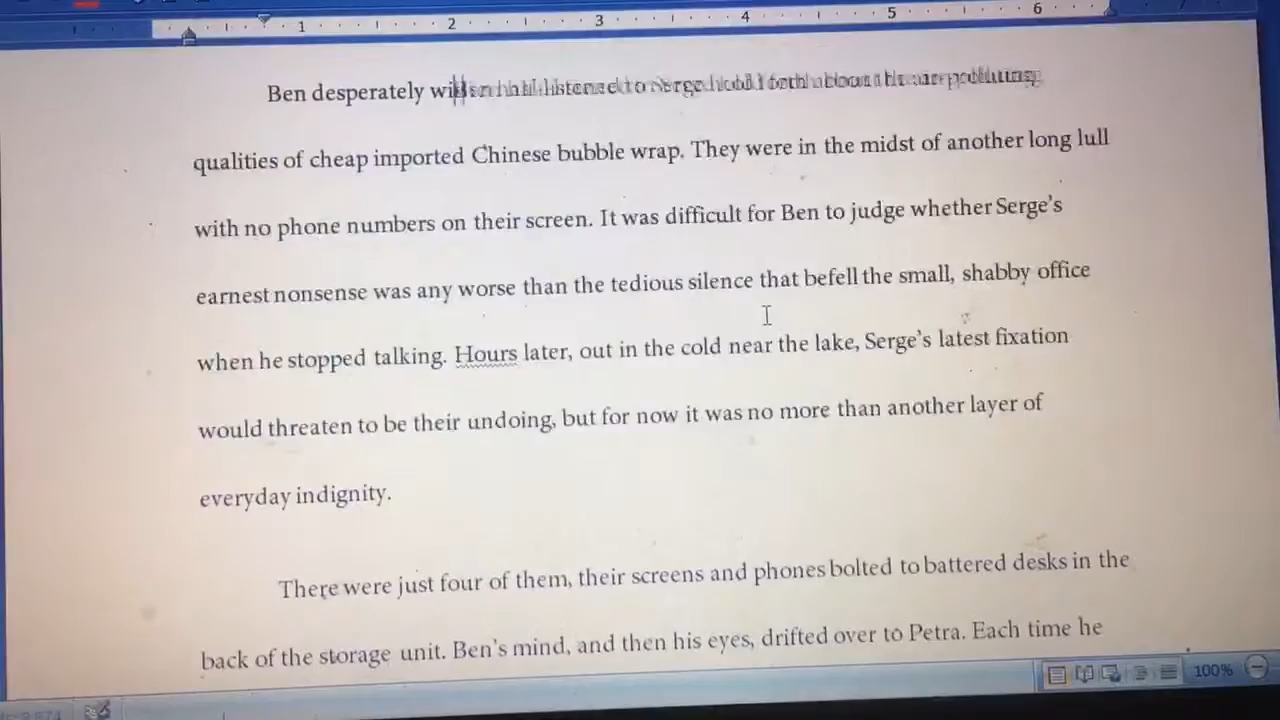 1 2 3 4 5 6
Ben desperately
qualities of cheap imported Chinese bubble wrap. They were in the midst of another long lull
with no phone numbers on their screen. It was difficult for Ben to judge whether Serge's
earnest nonsense was any worse than the tedious silence that befell the small, shabby office
when he stopped talking. Hours later, out in the cold near the lake, Serge's latest fixation
would threaten to be their undoing, but for now it was no more than another layer of
everyday indignity.
There were just four of them, their screens and phones bolted to battered desks in the
back of the storage unit. Ben's mind, and then his eyes, drifted over to Petra. Each time he
100%